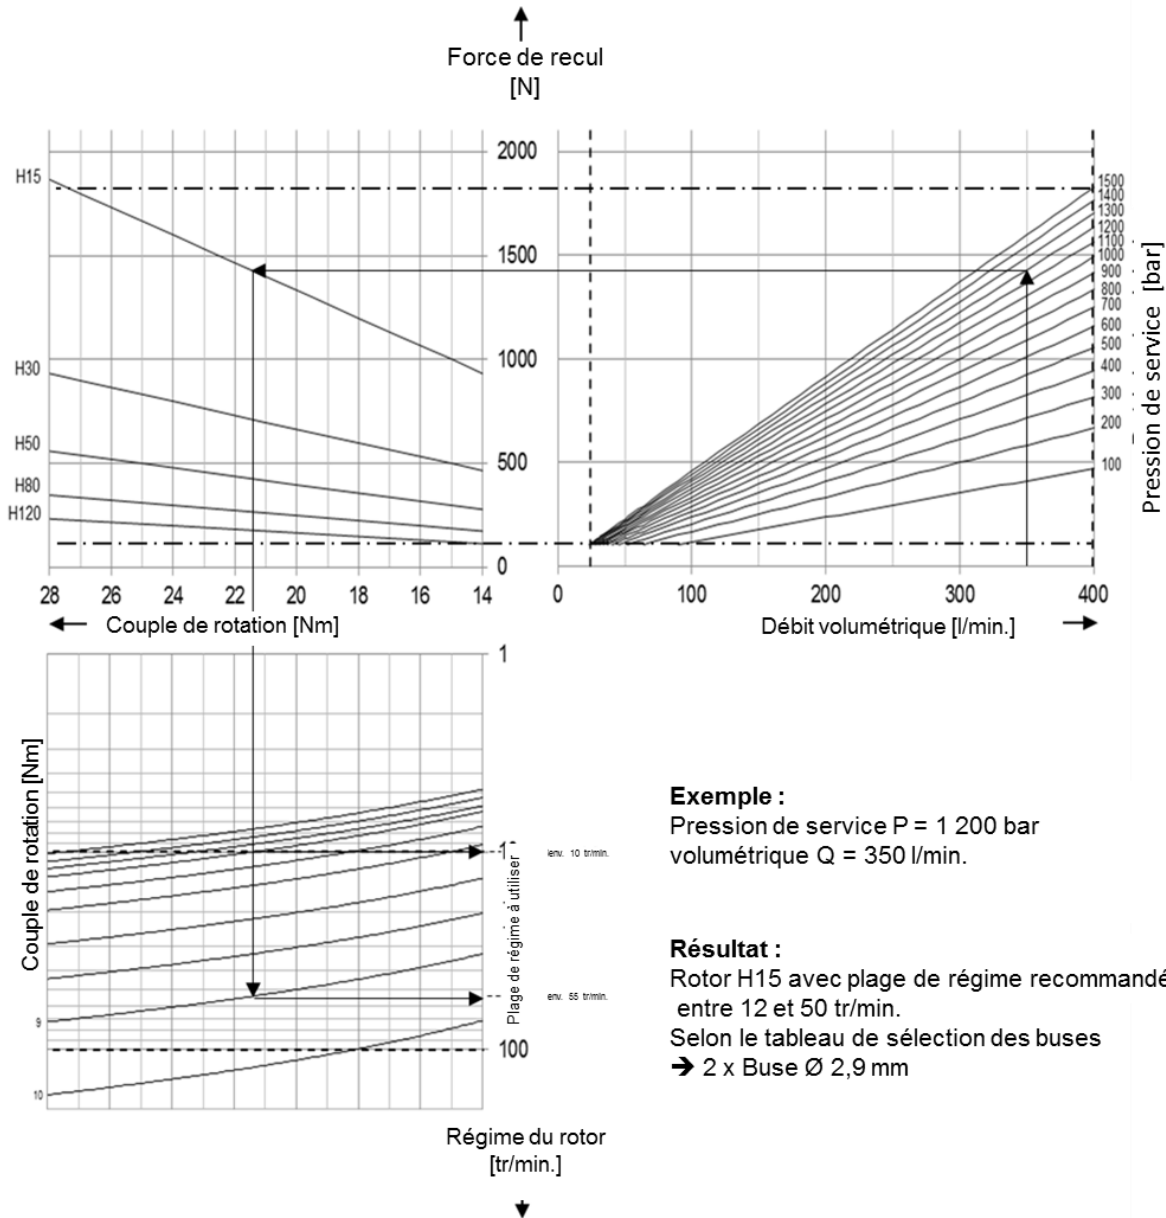 Force de recul
[N]
2000
1500
1000
500
0
H15
H30
H50
H80
H120
28 26 24 22 20 18 16 14
Couple de rotation [Nm]
1500
1400
1300
1200
1100
1000
900
800
700
600
500
400
300
200
100
Pression de service [bar]
0 100 200 300 400
Débit volumétrique [l/min.]
1
100
Couple de rotation [Nm]
9
10
Plage de régime à utiliser
env. 10 tr/min.
env. 55 tr/min.
Régime du rotor
[tr/min.]
Exemple :
Pression de service P = 1 200 bar
volumétrique Q = 350 l/min.
Résultat :
Rotor H15 avec plage de régime recommandé
entre 12 et 50 tr/min.
Selon le tableau de sélection des buses
➔ 2 x Buse Ø 2,9 mm